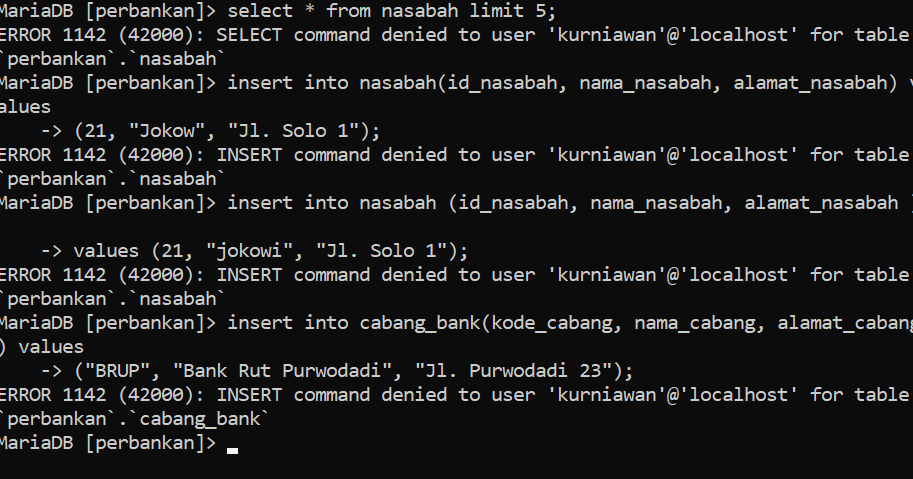 MariaDB [perbankan]> select * from nasabah limit 5;
ERROR 1142 (42000): SELECT command denied to user 'kurniawan'@'localhost' for table
`perbankan`.`nasabah`
MariaDB [perbankan]> insert into nasabah(id_nasabah, nama_nasabah, alamat_nasabah) v
alues
    -> (21, "Jokow", "Jl. Solo 1");
ERROR 1142 (42000): INSERT command denied to user 'kurniawan'@'localhost' for table
`perbankan`.`nasabah`
MariaDB [perbankan]> insert into nasabah (id_nasabah, nama_nasabah, alamat_nasabah )
    -> values (21, "jokowi", "Jl. Solo 1");
ERROR 1142 (42000): INSERT command denied to user 'kurniawan'@'localhost' for table
`perbankan`.`nasabah`
MariaDB [perbankan]> insert into cabang_bank(kode_cabang, nama_cabang, alamat_cabang
) values
    -> ("BRUP", "Bank Rut Purwodadi", "Jl. Purwodadi 23");
ERROR 1142 (42000): INSERT command denied to user 'kurniawan'@'localhost' for table
`perbankan`.`cabang_bank`
MariaDB [perbankan]>